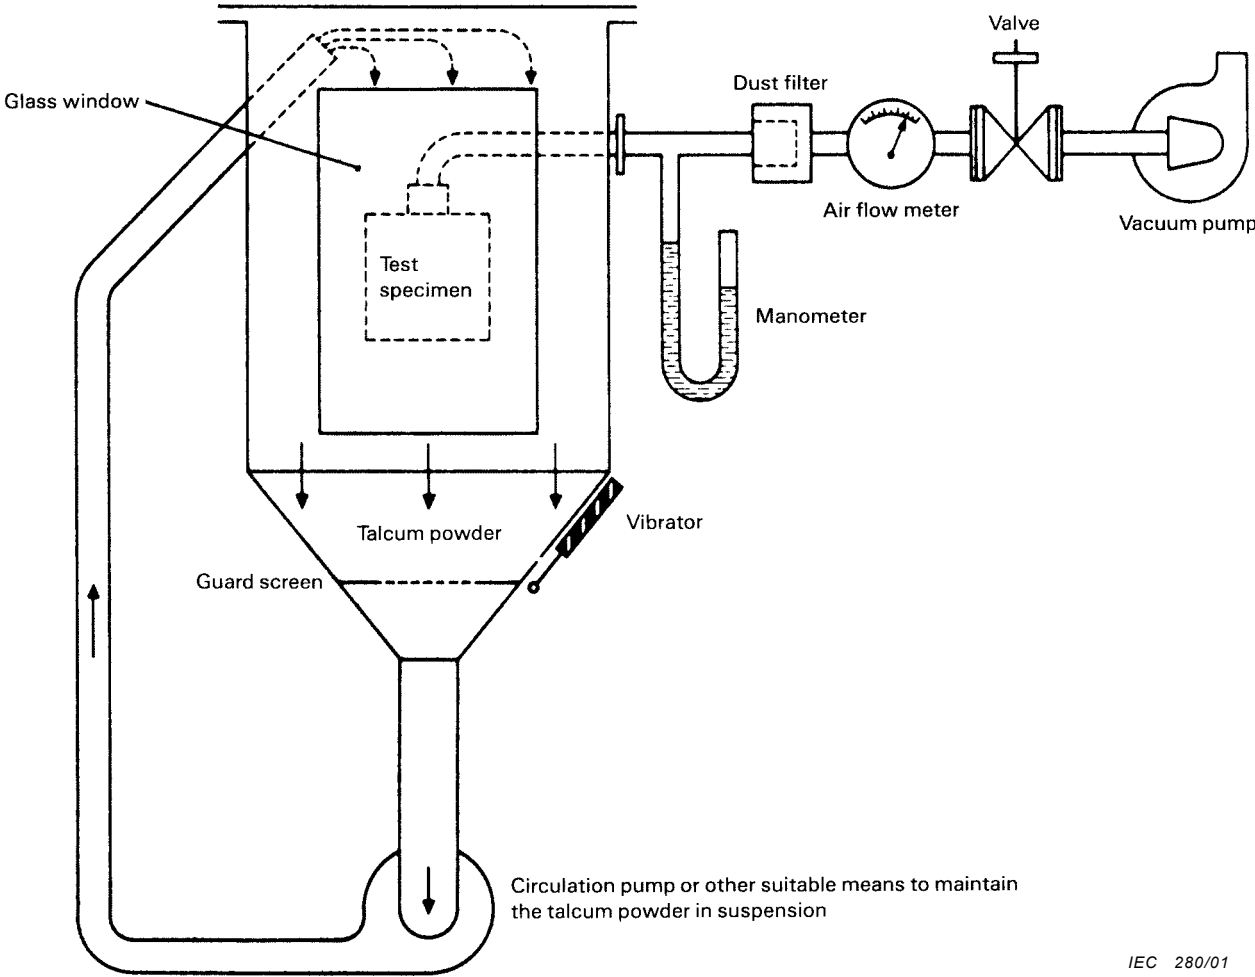 Valve
Dust filter
Glass window
Air flow meter
Vacuum pump
Test
specimen
Manometer
Vibrator
Talcum powder
Guard screen
Circulation pump or other suitable means to maintain
the talcum powder in suspension
IEC 280/01